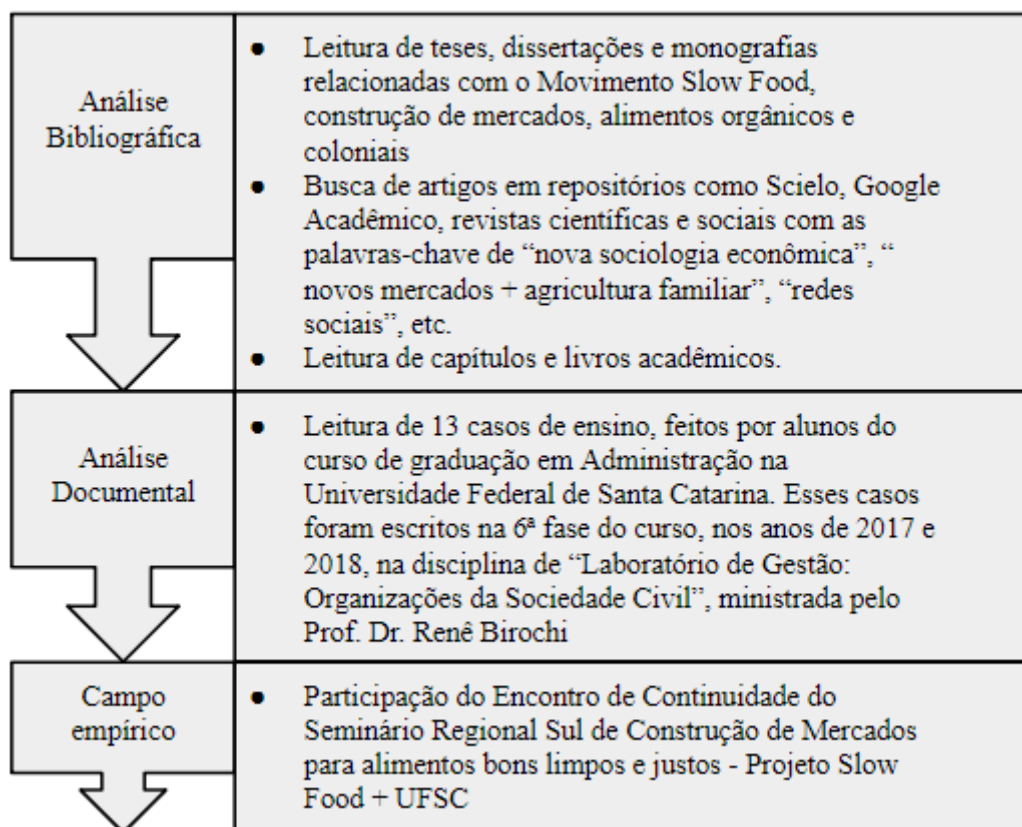 Análise
Bibliográfica
● Leitura de teses, dissertações e monografias
relacionadas com o Movimento Slow Food,
construção de mercados, alimentos orgânicos e
coloniais
● Busca de artigos em repositórios como Scielo, Google
Acadêmico, revistas científicas e sociais com as
palavras-chave de “nova sociologia econômica”, “
novos mercados + agricultura familiar”, “redes
sociais”, etc.
● Leitura de capítulos e livros acadêmicos.
Análise
Documental
● Leitura de 13 casos de ensino, feitos por alunos do
curso de graduação em Administração na
Universidade Federal de Santa Catarina. Esses casos
foram escritos na 6ª fase do curso, nos anos de 2017 e
2018, na disciplina de “Laboratório de Gestão:
Organizações da Sociedade Civil”, ministrada pelo
Prof. Dr. Renê Birochi
Campo
empírico
● Participação do Encontro de Continuidade do
Seminário Regional Sul de Construção de Mercados
para alimentos bons limpos e justos - Projeto Slow
Food + UFSC